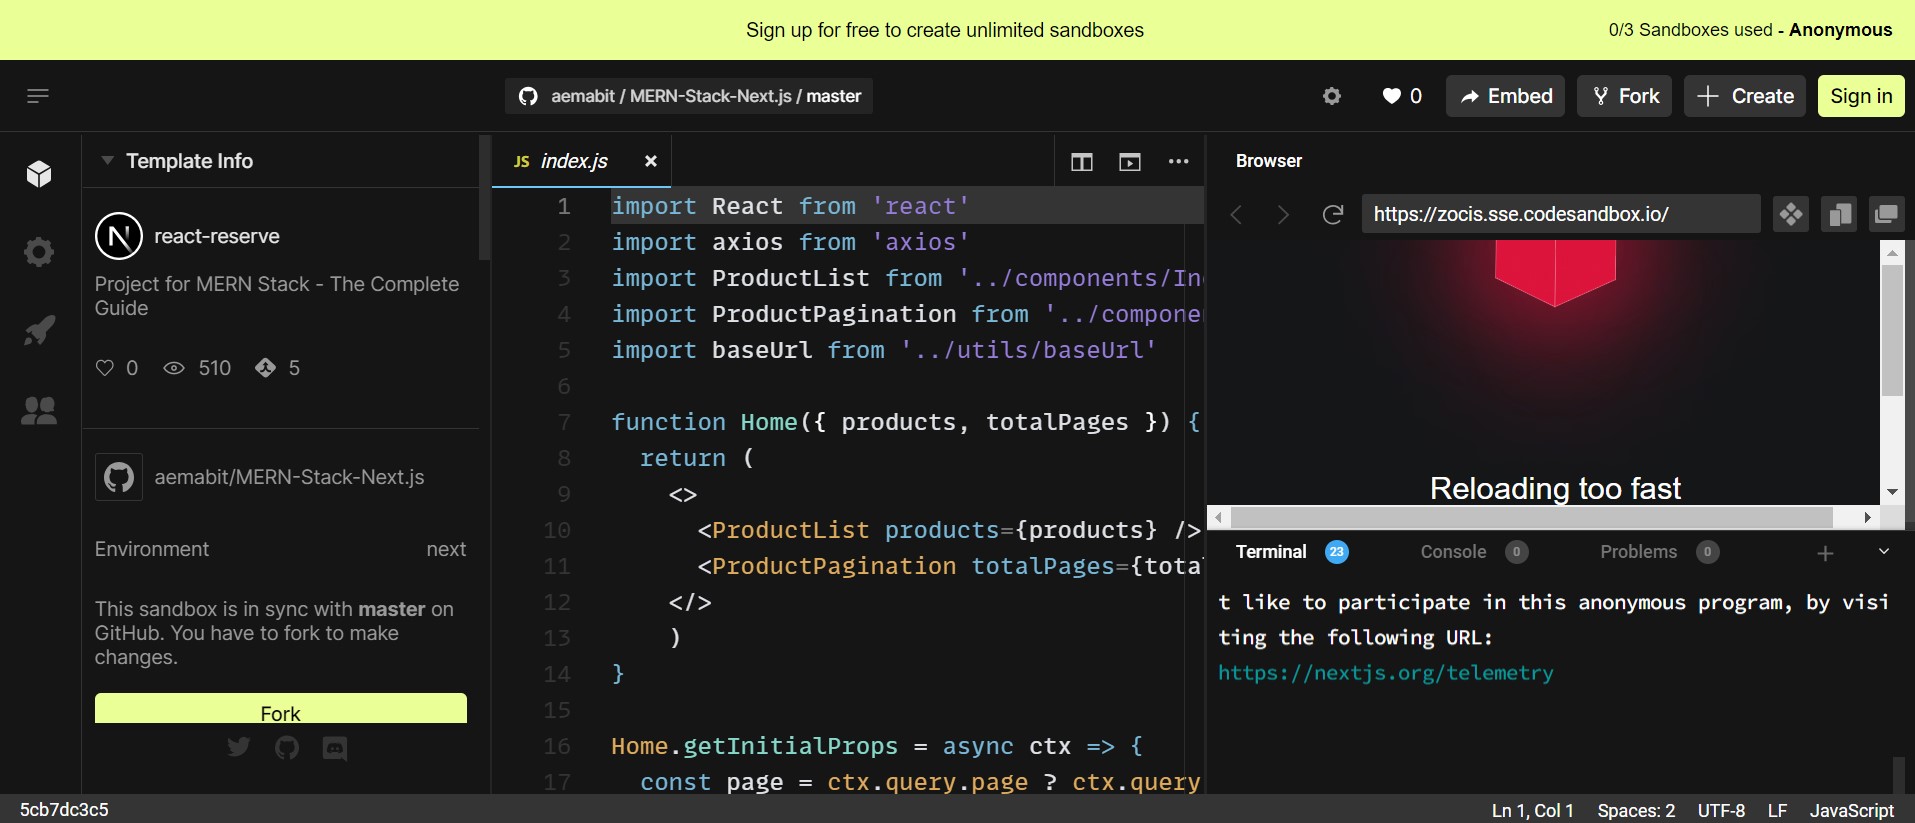 Sign up for free to create unlimited sandboxes
0/3 Sandboxes used - Anonymous
aemabit / MERN-Stack-Next.js / master
0
Embed
Fork
Create
Sign in
Template Info
react-reserve
Project for MERN Stack - The Complete
Guide
0 510 5
aemabit/MERN-Stack-Next.js
Environment next
This sandbox is in sync with master on
GitHub. You have to fork to make
changes.
Fork
JS index.js
1 import React from 'react'
2 import axios from 'axios'
3 import ProductList from '../components/In
4 import ProductPagination from '../compone
5 import baseUrl from '../utils/baseUrl'
6
7 function Home({ products, totalPages }) {
8 return (
9 <>
10 <ProductList products={products} />
11 <ProductPagination totalPages={tota
12 </>
13 )
14 }
15
16 Home.getInitialProps = async ctx => {
17 const page = ctx.query.page ? ctx.query
Browser
https://zocis.sse.codesandbox.io/
Reloading too fast
Terminal 23 Console 0 Problems 0
t like to participate in this anonymous program, by visi
ting the following URL:
https://nextjs.org/telemetry
5cb7dc3c5
Ln 1, Col 1 Spaces: 2 UTF-8 LF JavaScript